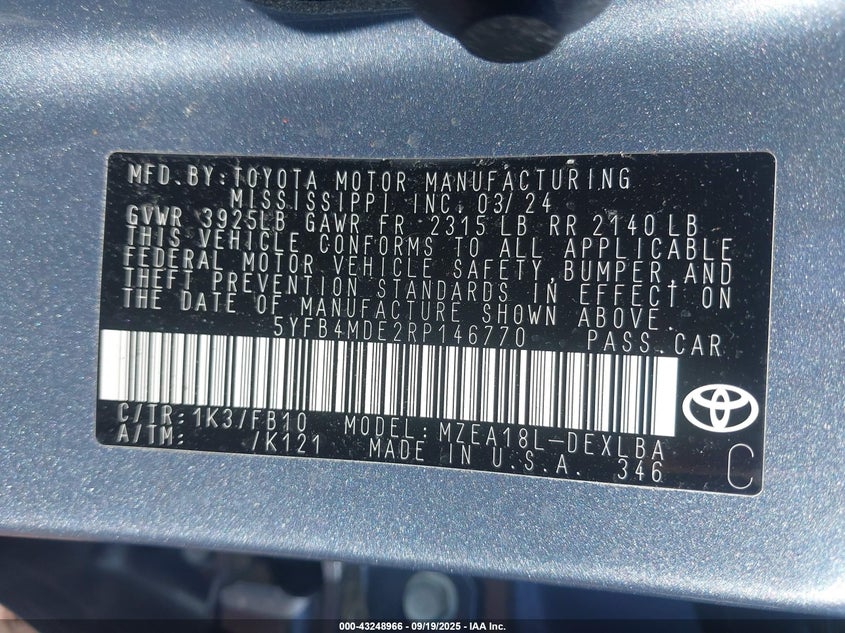 MFD.BY:TOYOTA MOTOR MANUFACTURING
MISSISSIPPI INC. 03/24
GVWR 3925LB GAWR FR 2315 LB RR 2140 LB
THIS VEHICLE CONFORMS TO ALL APPLICABLE
FEDERAL MOTOR VEHICLE SAFETY, BUMPER, AND
THEFT PREVENTION STANDARDS IN EFFECT ON
THE DATE OF MANUFACTURE SHOWN ABOVE.
5YFB4MDE2RP146770 PASS.CAR
C/TR: 1K3/FB10 MODEL: MZEA18L-DEXLBA
A/TM: /K121 MADE IN U.S.A. 346
C
000-43248966 - 09/19/2025 - IAA Inc.